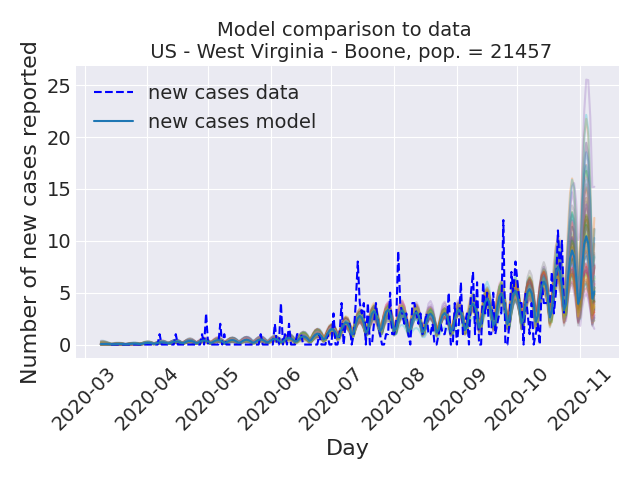 Model comparison to data
US - West Virginia - Boone, pop. = 21457
Number of new cases reported
25
20
15
10
5
0
new cases data
new cases model
2020-03
2020-04
2020-05
2020-06
2020-07
2020-08
2020-09
2020-10
2020-11
Day